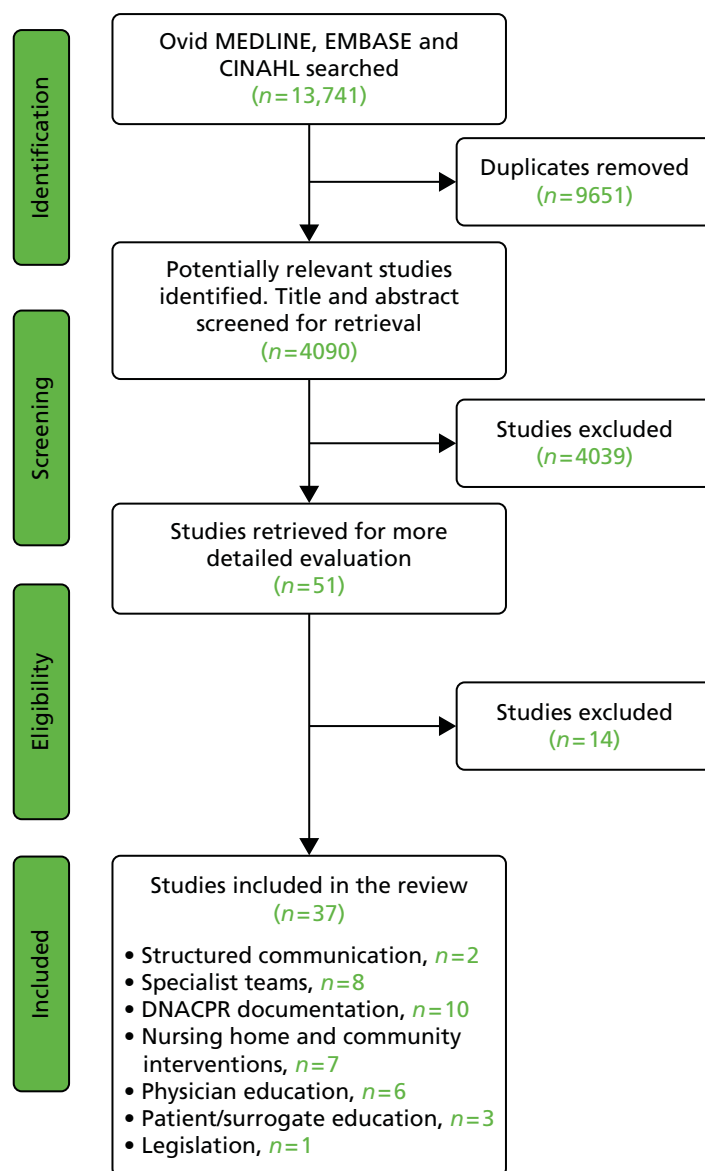 Identification
Ovid MEDLINE, EMBASE and
CINAHL searched
(n=13,741)
Duplicates removed
(n=9651)
Potentially relevant studies
identified. Title and abstract
screened for retrieval
(n=4090)
Screening
Studies excluded
(n=4039)
Studies retrieved for more
detailed evaluation
(n=51)
Eligibility
Studies excluded
(n=14)
Included
Studies included in the review
(n=37)
• Structured communication, n=2
• Specialist teams, n=8
• DNACPR documentation, n=10
• Nursing home and community
interventions, n=7
• Physician education, n=6
• Patient/surrogate education, n=3
• Legislation, n=1